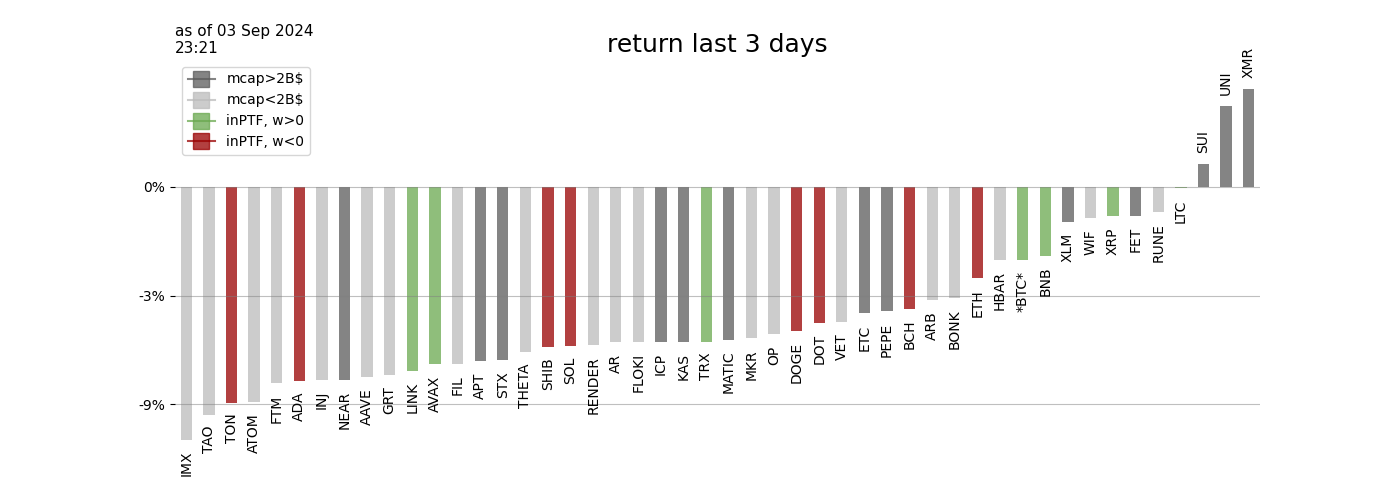 as of 03 Sep 2024
23:21
return last 3 days
mcap>2B$
mcap<2B$
inPTF, w>0
inPTF, w<0
0%
-3%
-9%
IMX
TAO
TON
ATOM
FTM
ADA
INJ
NEAR
AAVE
GRT
LINK
AVAX
FIL
APT
STX
THETA
SHIB
SOL
RENDER
AR
FLOKI
ICP
KAS
TRX
MATIC
MKR
OP
DOGE
DOT
VET
ETC
PEPE
BCH
ARB
BONK
ETH
HBAR
*BTC*
BNB
XLM
WIF
XRP
FET
RUNE
LTC
SUI
UNI
XMR